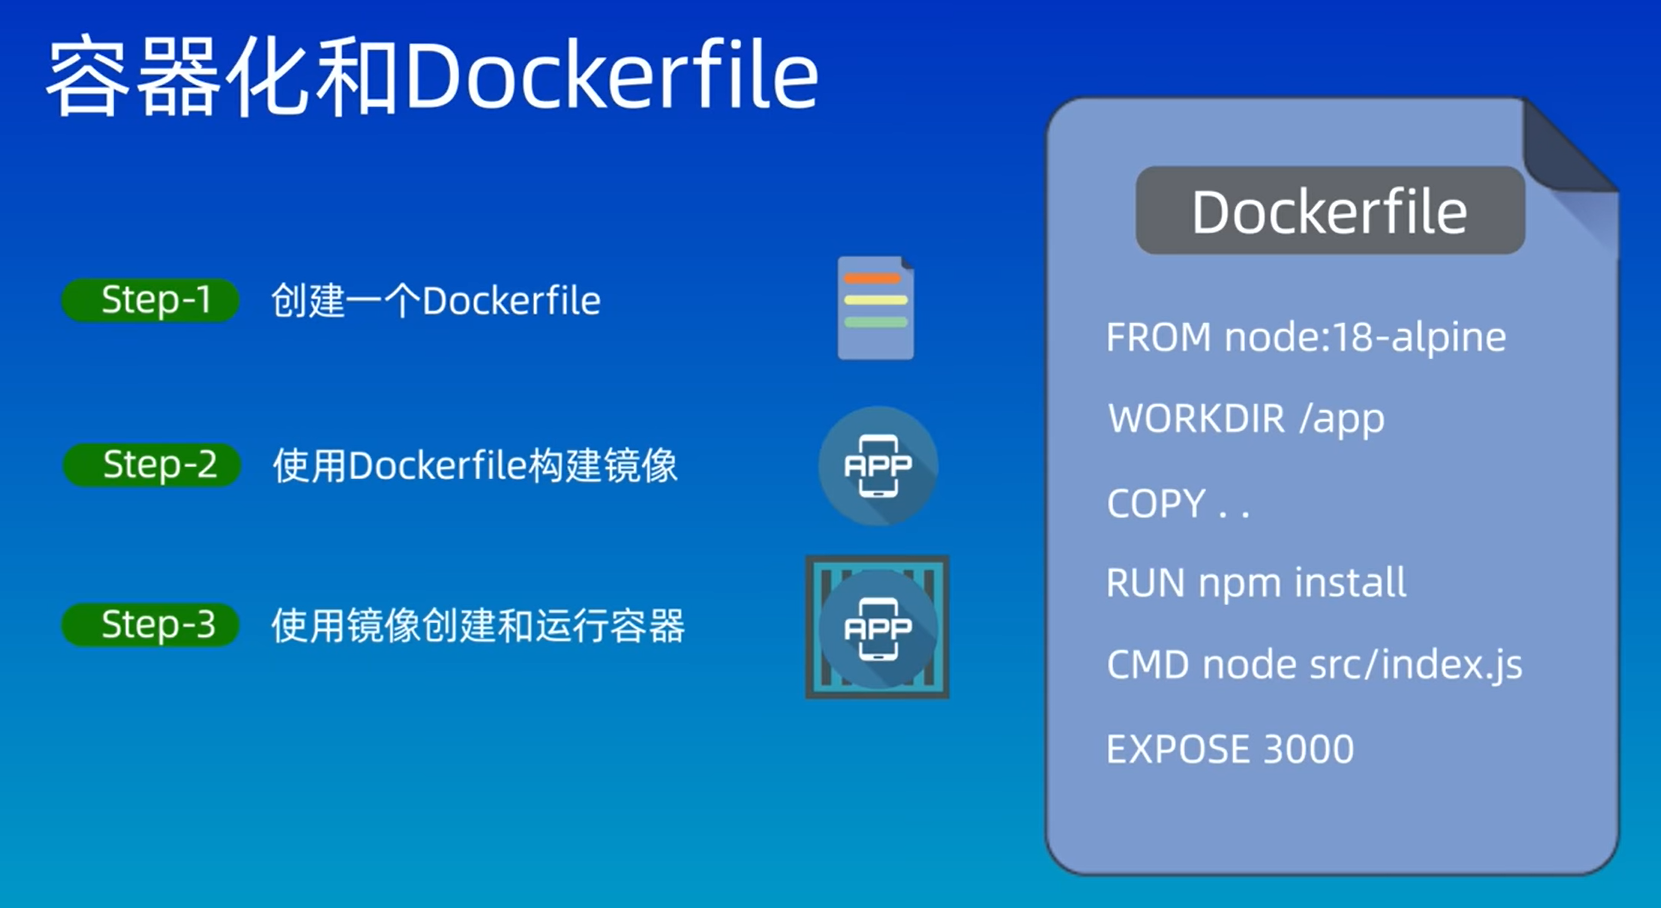 容器化和Dockerfile
Step-1 创建一个Dockerfile
Step-2 使用Dockerfile构建镜像
APP
Step-3 使用镜像创建和运行容器
APP
Dockerfile
FROM node:18-alpine
WORKDIR /app
COPY . .
RUN npm install
CMD node src/index.js
EXPOSE 3000